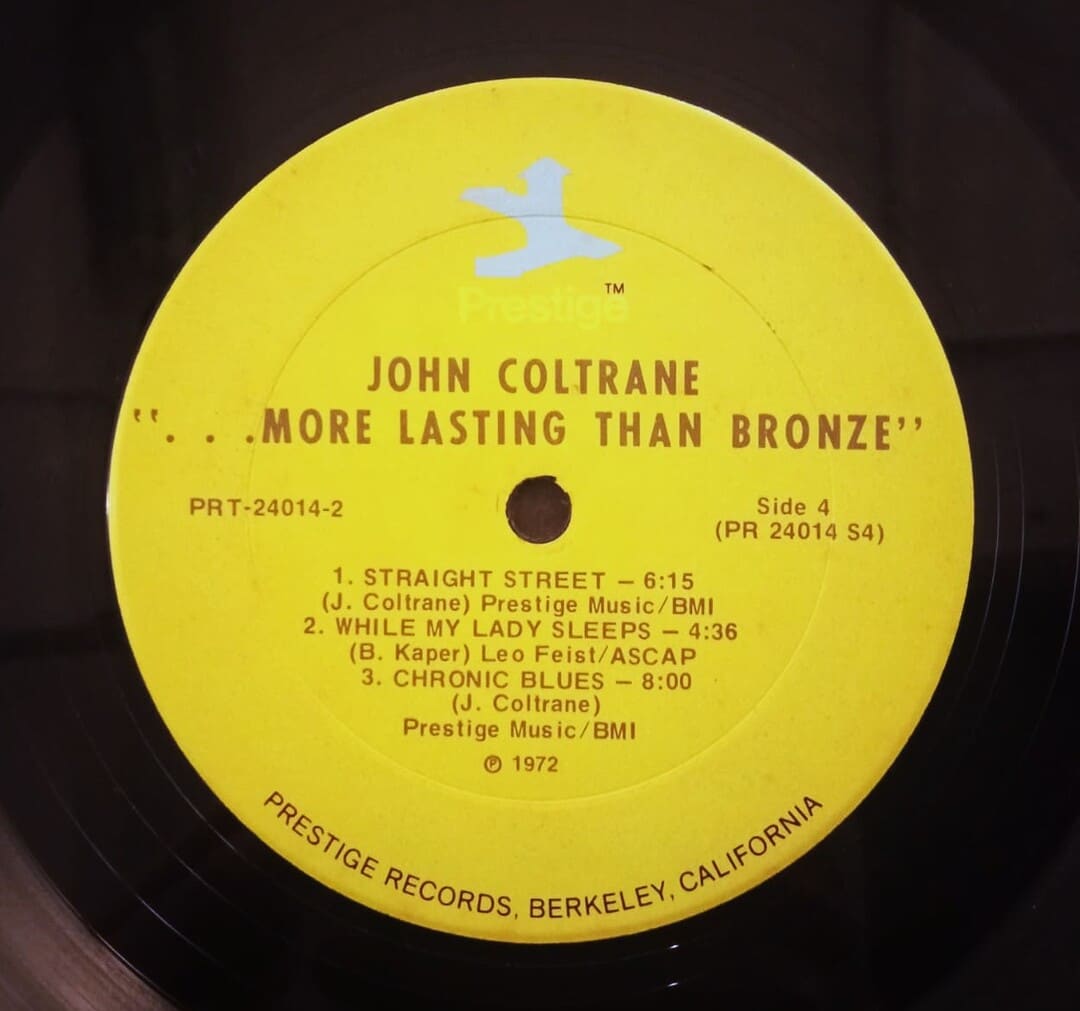 Prestige™
JOHN COLTRANE
“. . .MORE LASTING THAN BRONZE”
PRT-24014-2
Side 4
(PR 24014 S4)
1. STRAIGHT STREET — 6:15
(J. Coltrane) Prestige Music/BMI
2. WHILE MY LADY SLEEPS — 4:36
(B. Kaper) Leo Feist/ASCAP
3. CHRONIC BLUES — 8:00
(J. Coltrane)
Prestige Music/BMI
℗ 1972
PRESTIGE RECORDS, BERKELEY, CALIFORNIA